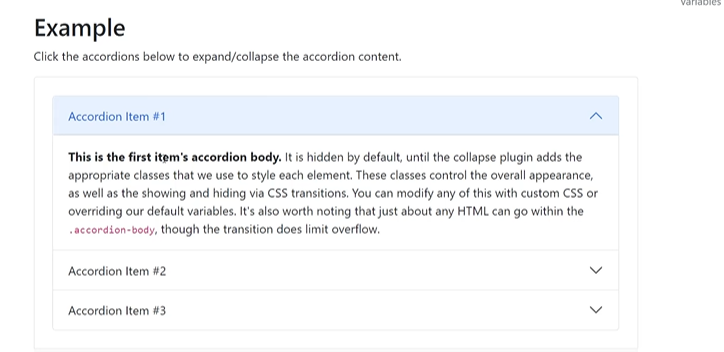 Variables
Example
Click the accordions below to expand/collapse the accordion content.
Accordion Item #1
This is the first item's accordion body. It is hidden by default, until the collapse plugin adds the
appropriate classes that we use to style each element. These classes control the overall appearance,
as well as the showing and hiding via CSS transitions. You can modify any of this with custom CSS or
overriding our default variables. It's also worth noting that just about any HTML can go within the
.accordion-body, though the transition does limit overflow.
Accordion Item #2
Accordion Item #3